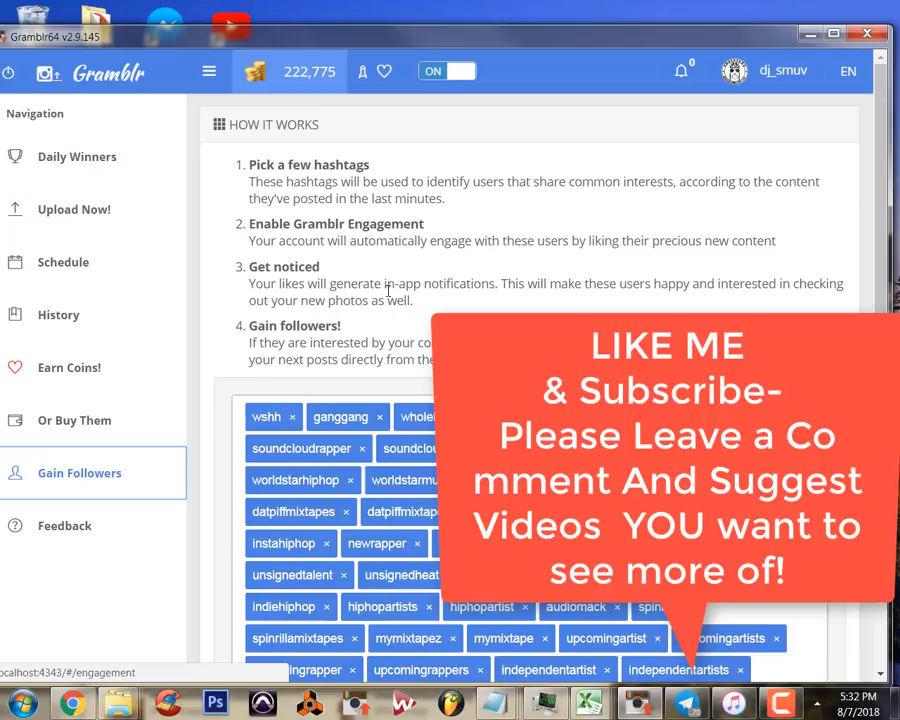 Gramblr64 v2.9.145
Gramblr
222,775
ON
0
dj_smuv
EN
Navigation
Daily Winners
Upload Now!
Schedule
History
Earn Coins!
Or Buy Them
Gain Followers
Feedback
HOW IT WORKS
1. Pick a few hashtags
These hashtags will be used to identify users that share common interests, according to the content
they've posted in the last minutes.
2. Enable Gramblr Engagement
Your account will automatically engage with these users by liking their precious new content
3. Get noticed
Your likes will generate in-app notifications. This will make these users happy and interested in checking
out your new photos as well.
4. Gain followers!
If they are interested by your co
your next posts directly from the
LIKE ME
& Subscribe-
Please Leave a Co
mment And Suggest
Videos YOU want to
see more of!
wshh × ganggang ×
soundcloudrapper ×
worldstarhiphop ×
datpiffmixtapes ×
instahiphop × newrapper ×
unsignedtalent ×
indiehiphop × hiphopartists × hiphopartist × audiomack ×
spinrillamixtapes × mymixtapez × mymixtape × upcomingartist × omingartists ×
mingrapper × upcomingrappers × independentartist × independentartists ×
ocalhost:4343/#/engagement
Ps
5:32 PM
8/7/2018